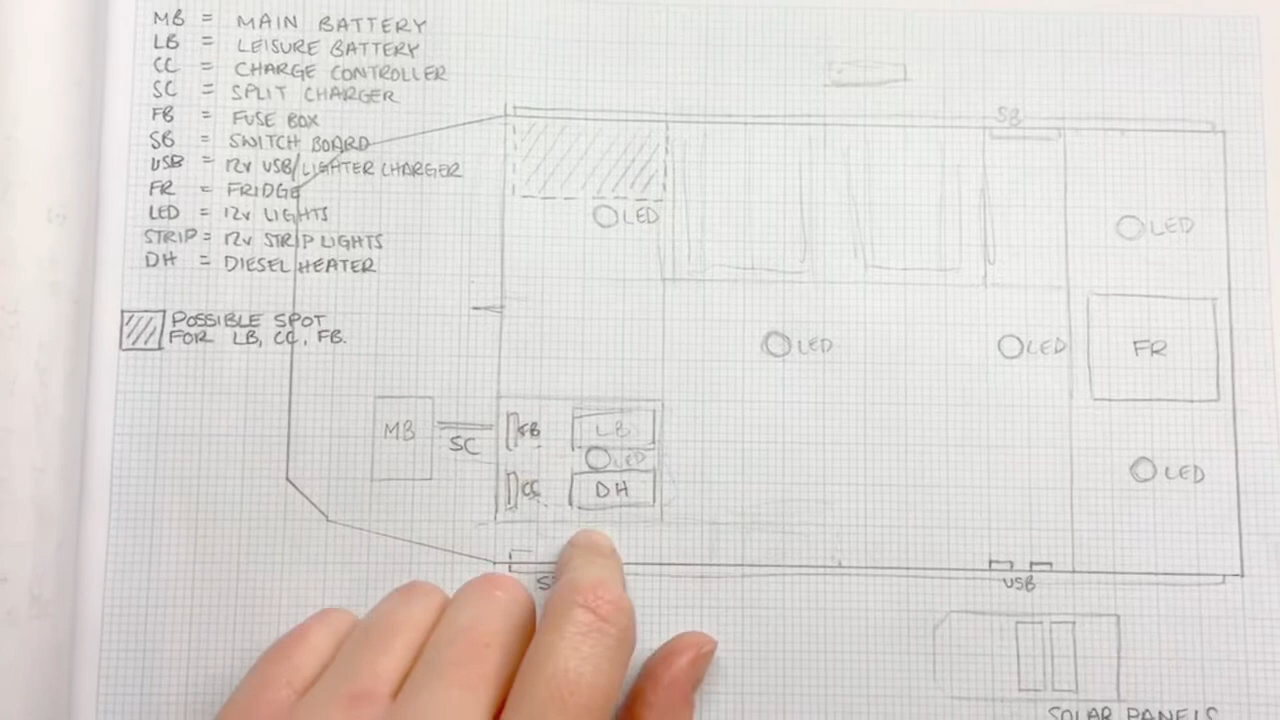 MB = MAIN BATTERY
LB = LEISURE BATTERY
CC = CHARGE CONTROLLER
SC = SPLIT CHARGER
FB = FUSE BOX
SB = SWITCH BOARD
USB = 12V USB/LIGHTER CHARGER
FR = FRIDGE
LED = 12V LIGHTS
STRIP = 12V STRIP LIGHTS
DH = DIESEL HEATER
POSSIBLE SPOT
FOR LB, CC, FB.
SB
LED
LED
LED
LED
FR
MB
SC
FB
LB
LED
CC
DH
LED
USB
SOLAR PANELS